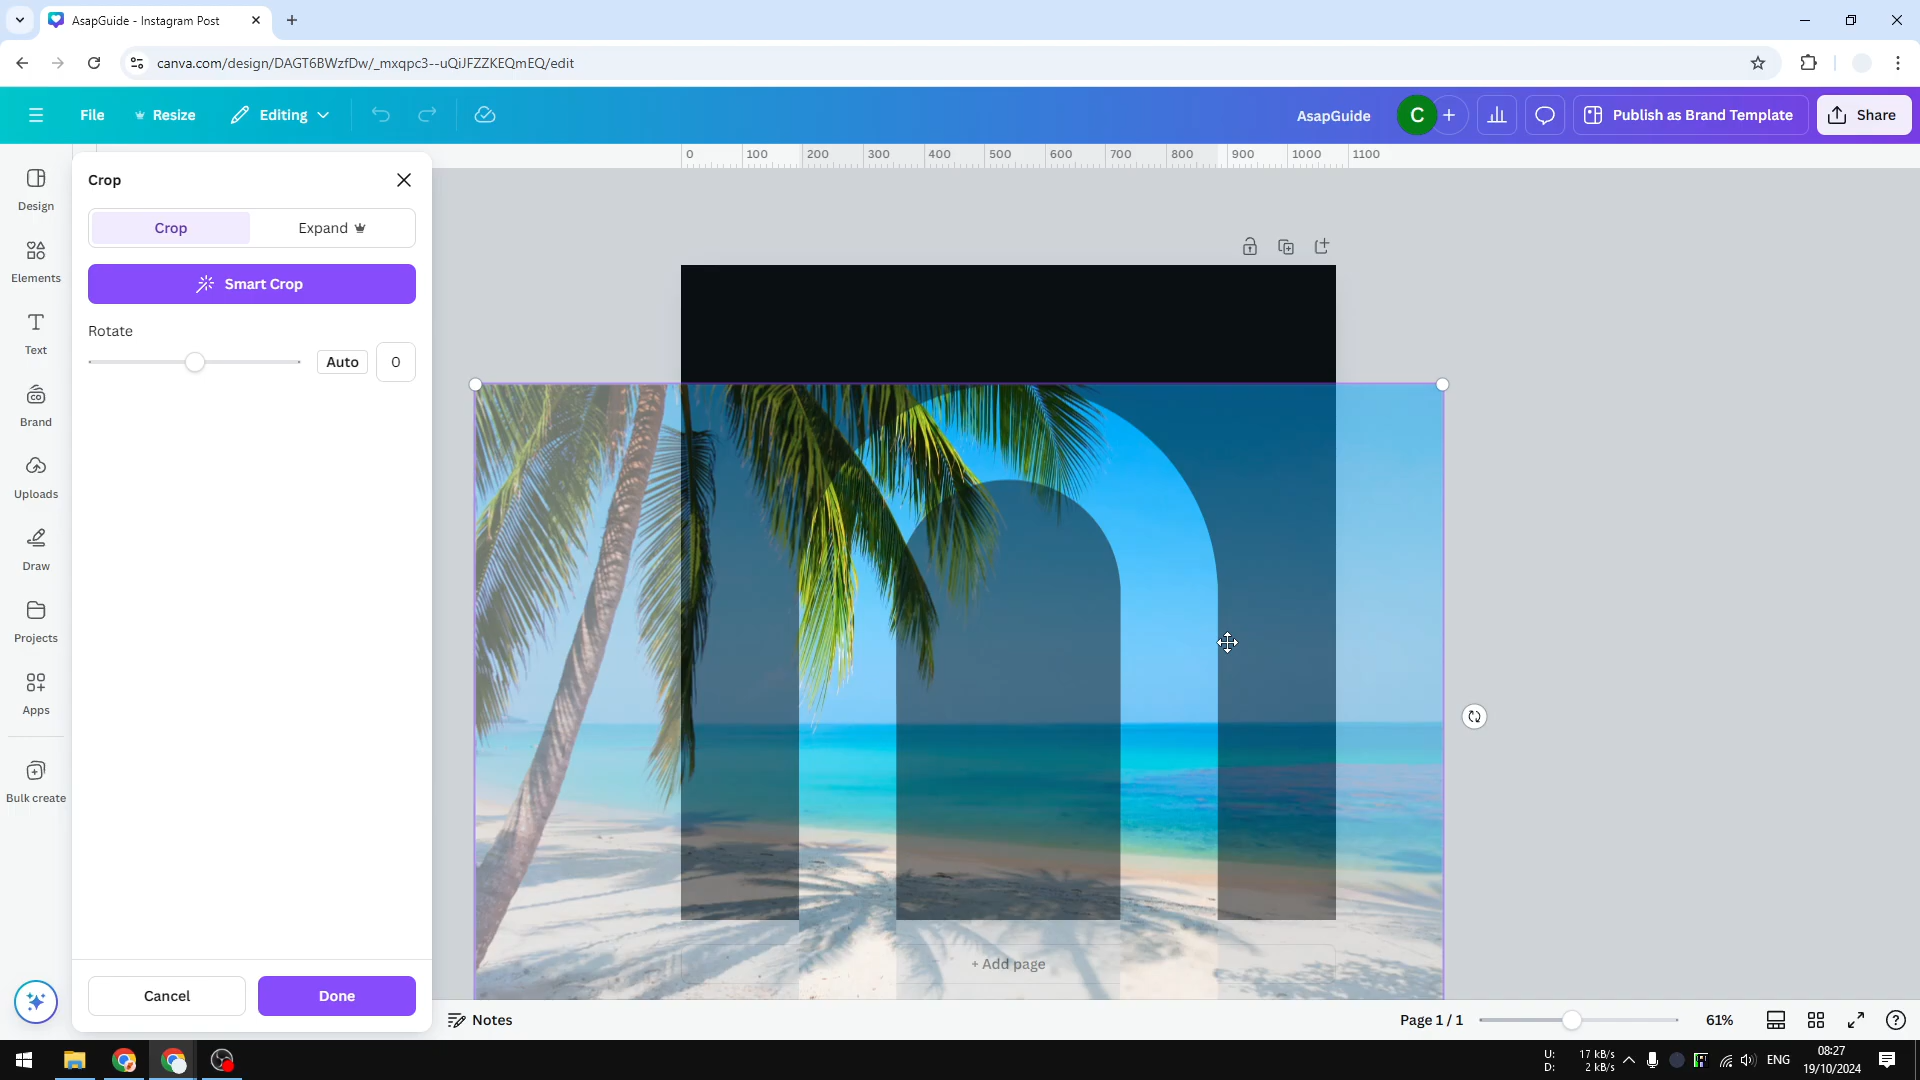 AsapGuide - Instagram Post
canva.com/design/DAGT6BWzfDw/_mxqpc3--uQiJFZZKEQmEQ/edit
File
Resize
Editing
AsapGuide
C
Publish as Brand Template
Share
0 100 200 300 400 500 600 700 800 900 1000 1100
Design
Elements
Text
Brand
Uploads
Draw
Projects
Apps
Bulk create
Crop
Crop
Expand
Smart Crop
Rotate
Auto
0
Cancel
Done
+ Add page
Notes
Page 1 / 1
61%
U: 17 kB/s
D: 2 kB/s
ENG
08:27
19/10/2024